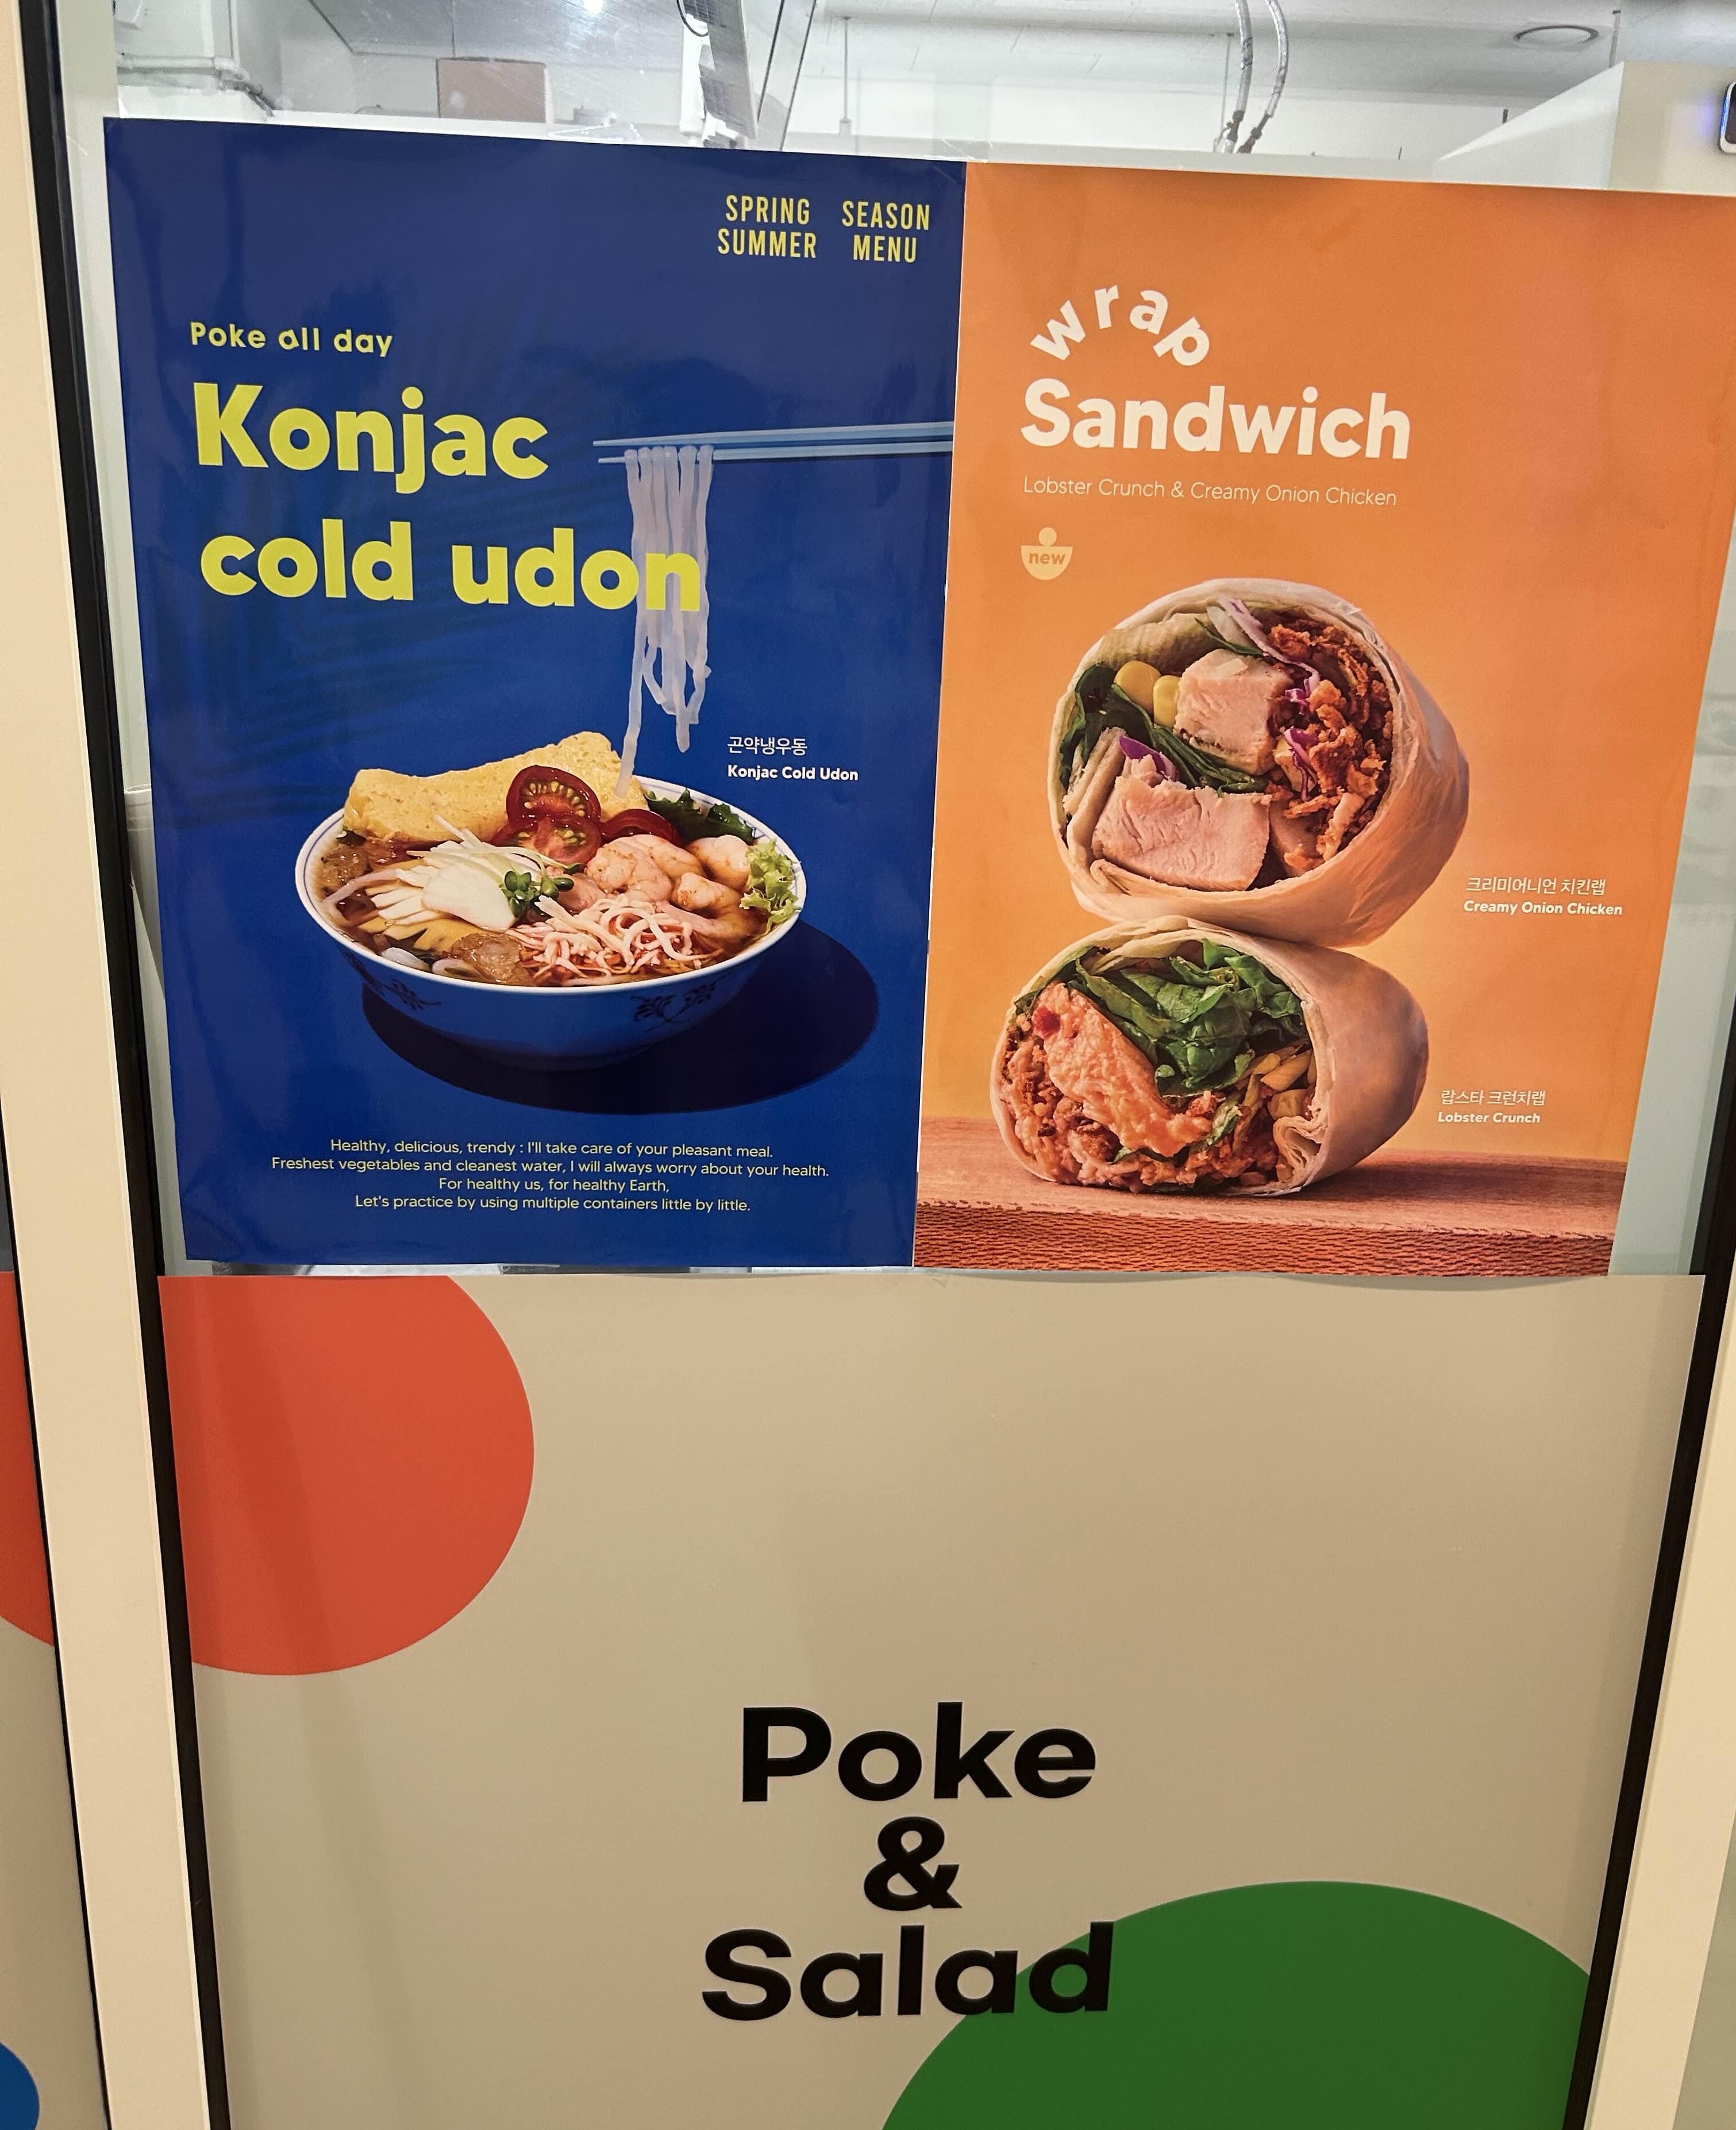 SPRING SUMMER
SEASON MENU
Poke all day
Konjac
cold udon
곤약냉우동
Konjac Cold Udon
Healthy, delicious, trendy : I'll take care of your pleasant meal.
Freshest vegetables and cleanest water, I will always worry about your health.
For healthy us, for healthy Earth,
Let's practice by using multiple containers little by little.
wrap
Sandwich
Lobster Crunch & Creamy Onion Chicken
new
크리미어니언 치킨랩
Creamy Onion Chicken
랍스타 크런치랩
Lobster Crunch
Poke
&
Salad